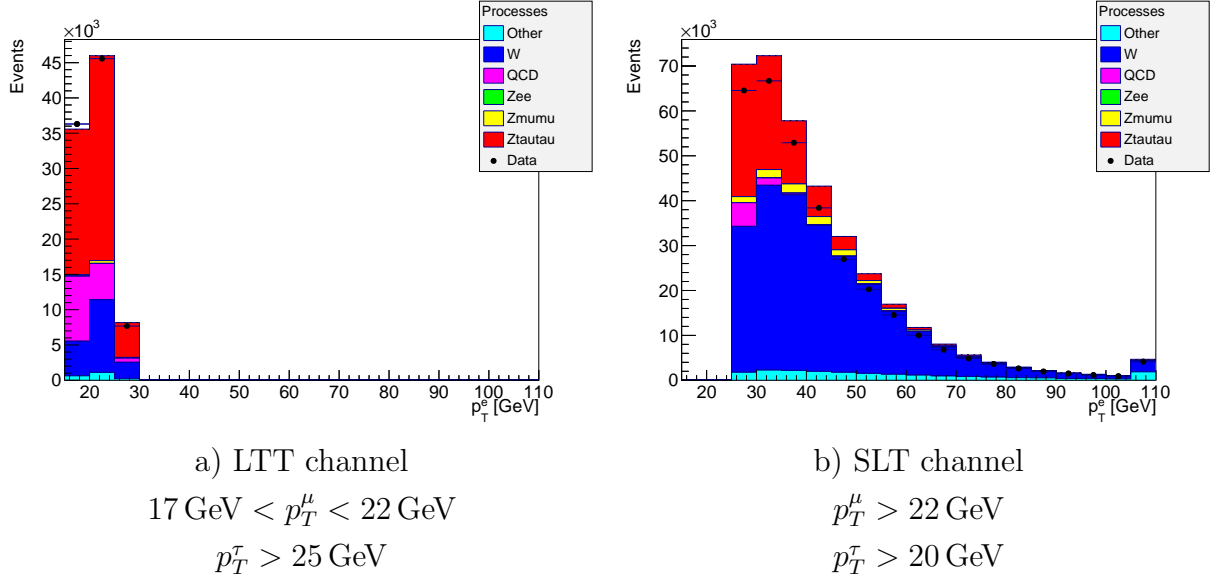 ×10³
Events
45
40
35
30
25
20
15
10
5
0
20 30 40 50 60 70 80 90 100 110
p_T^e [GeV]
Processes
Other
W
QCD
Zee
Zmumu
Ztautau
Data
a) LTT channel
17 GeV < p_T^μ < 22 GeV
p_T^τ > 25 GeV
×10³
Events
70
60
50
40
30
20
10
0
20 30 40 50 60 70 80 90 100 110
p_T^e [GeV]
Processes
Other
W
QCD
Zee
Zmumu
Ztautau
Data
b) SLT channel
p_T^μ > 22 GeV
p_T^τ > 20 GeV